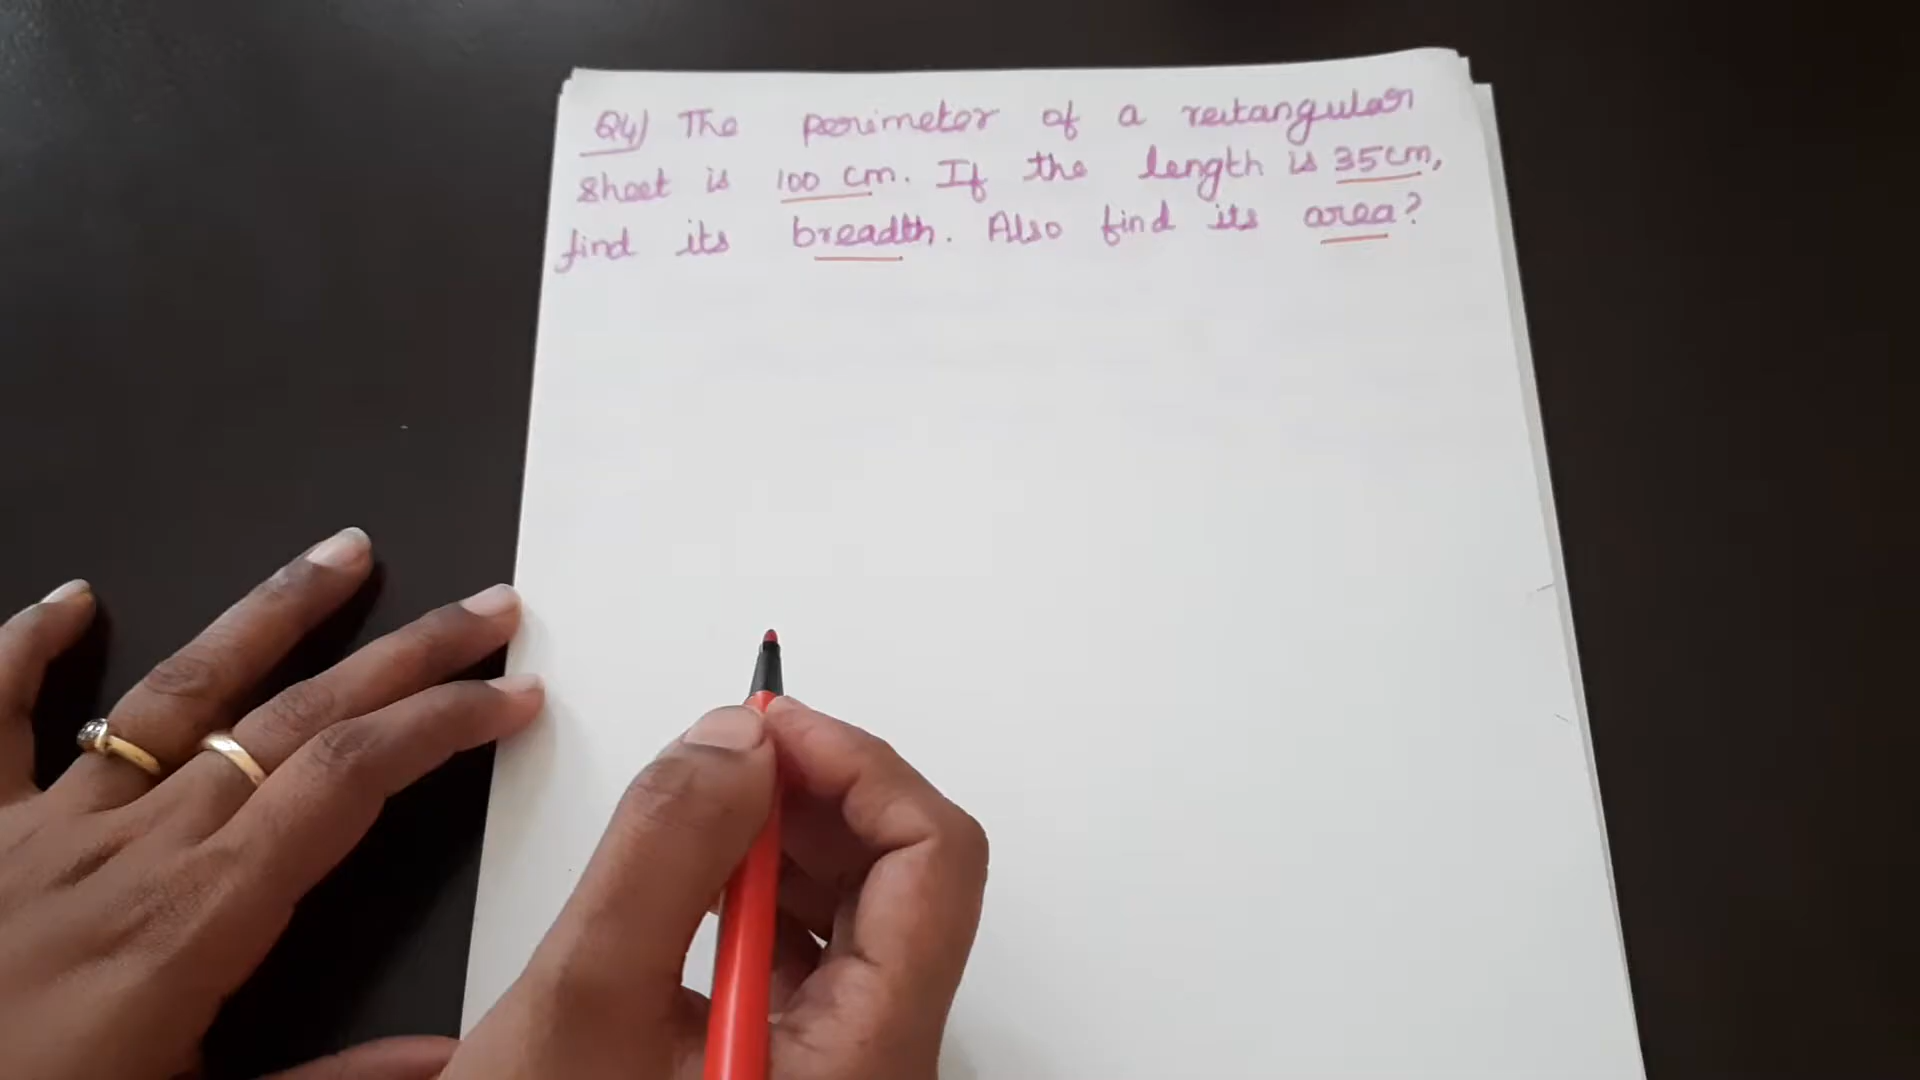 Q4) The perimeter of a rectangular
sheet is 100 cm. If the length is 35cm,
find its breadth. Also find its area?